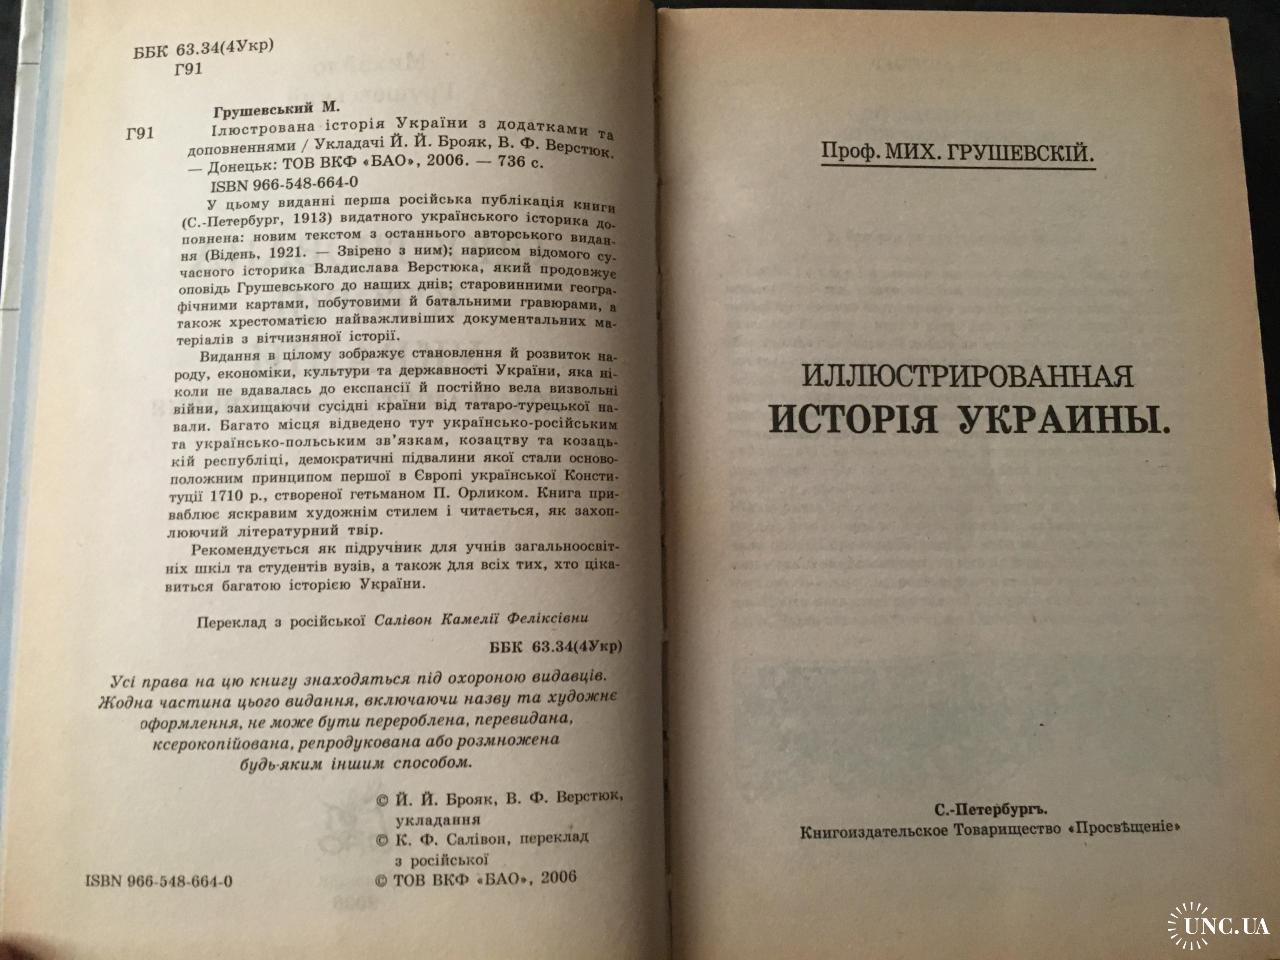 ББК 63.34(4Укр)
Г91
Грушевський М.
Г91 Ілюстрована історія України з додатками та
доповненнями / Укладачі Й. Й. Брояк, В. Ф. Верстюк.
— Донецьк: ТОВ ВКФ «БАО», 2006. — 736 с.
ISBN 966-548-664-0
У цьому виданні перша російська публікація книги
(С.-Петербург, 1913) видатного українського історика до-
повнена: новим текстом з останнього авторського видан-
ня (Відень, 1921. — Звірено з ним); нарисом відомого су-
часного історика Владислава Верстюка, який продовжує
оповідь Грушевського до наших днів; старовинними геогра-
фічними картами, побутовими й батальними гравюрами, а
також хрестоматією найважливіших документальних ма-
теріалів з вітчизняної історії.
Видання в цілому зображує становлення й розвиток на-
роду, економіки, культури та державності України, яка ні-
коли не вдавалась до експансії й постійно вела визвольні
війни, захищаючи сусідні країни від татаро-турецької на-
вали. Багато місця відведено тут українсько-російським
та українсько-польським зв'язкам, козацтву та козаць-
кій республіці, демократичні підвалини якої стали осново-
положним принципом першої в Європі української Консти-
туції 1710 р., створеної гетьманом П. Орликом. Книга при-
ваблює яскравим художнім стилем і читається, як захоп-
люючий літературний твір.
Рекомендується як підручник для учнів загальноосвіт-
ніх шкіл та студентів вузів, а також для всіх тих, хто ціка-
виться багатою історією України.
Переклад з російської Салівон Камелії Феліксівни
ББК 63.34(4Укр)
Усі права на цю книгу знаходяться під охороною видавців.
Жодна частина цього видання, включаючи назву та художнє
оформлення, не може бути перероблена, перевидана,
ксерокопійована, репродукована або розмножена
будь-яким іншим способом.
© Й. Й. Брояк, В. Ф. Верстюк,
укладання
© К. Ф. Салівон, переклад
з російської
ISBN 966-548-664-0 © ТОВ ВКФ «БАО», 2006
Проф. МИХ. ГРУШЕВСКІЙ.
ИЛЛЮСТРИРОВАННАЯ
ИСТОРІЯ УКРАИНЫ.
С.-Петербургъ.
Книгоиздательское Товарищество «Просвѣщеніе»
UNC.UA